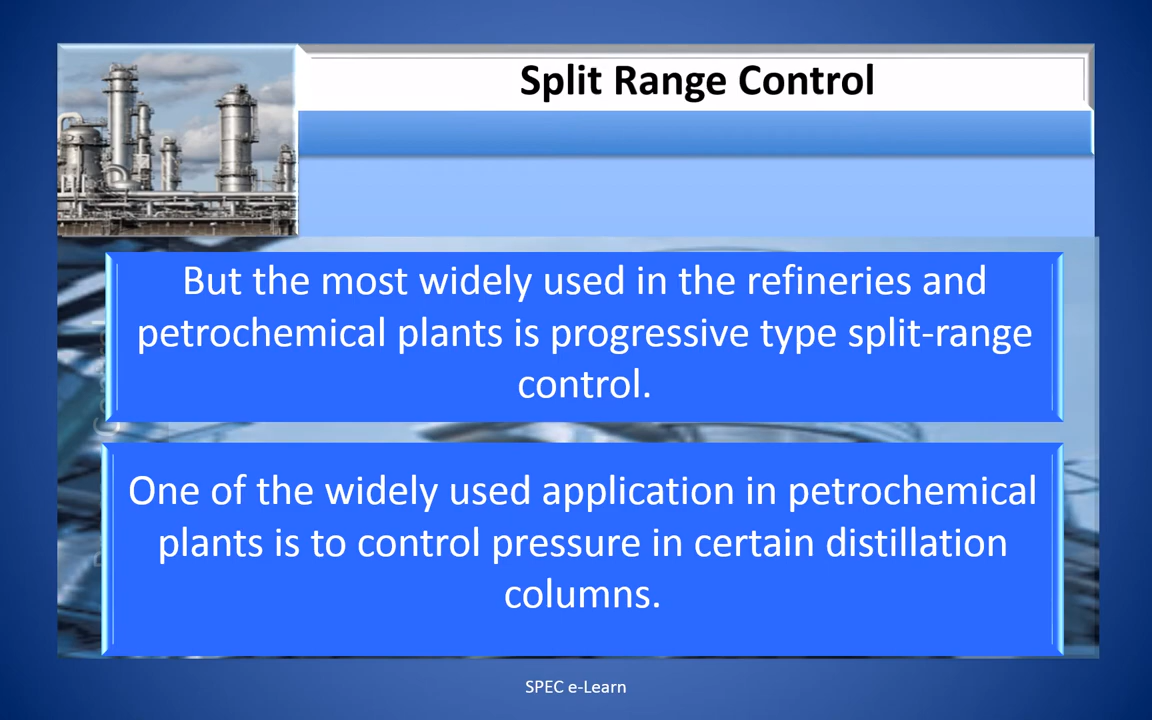 Split Range Control
But the most widely used in the refineries and
petrochemical plants is progressive type split-range
control.
One of the widely used application in petrochemical
plants is to control pressure in certain distillation
columns.
SPEC e-Learn